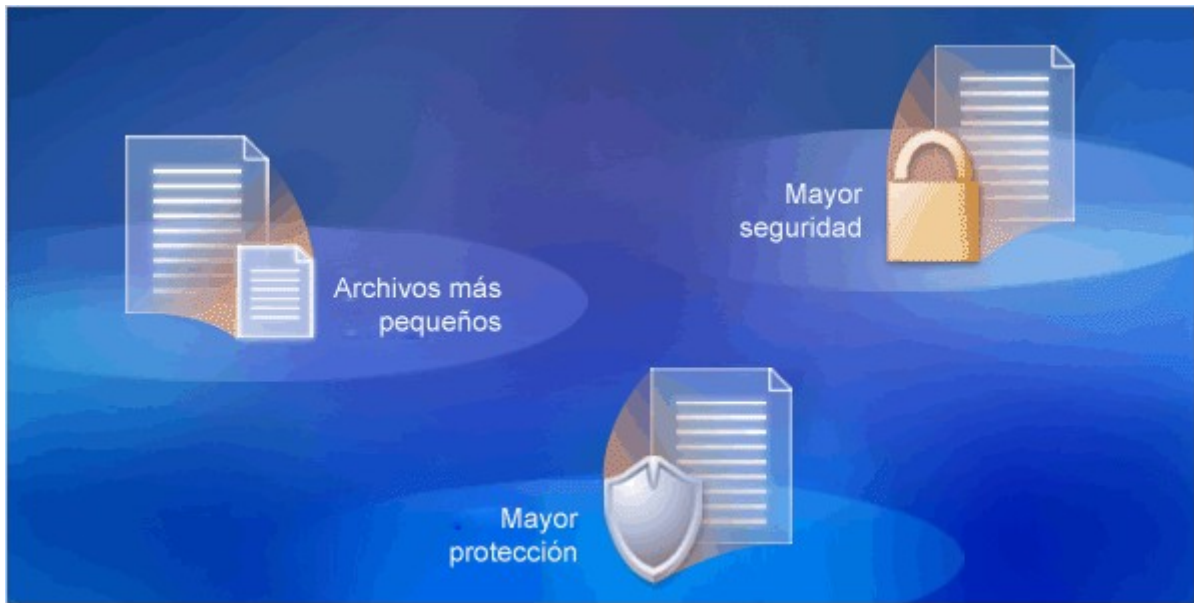 Mayor
seguridad
Archivos más
pequeños
Mayor
protección